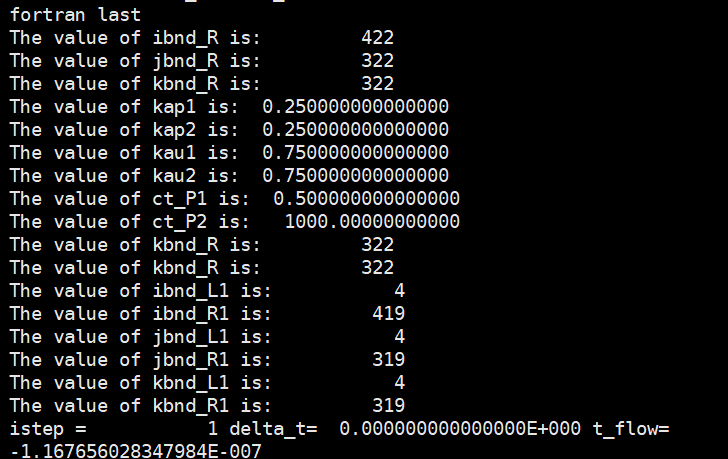 fortran last
The value of ibnd_R is:         422
The value of jbnd_R is:         322
The value of kbnd_R is:         322
The value of kap1 is:  0.250000000000000
The value of kap2 is:  0.250000000000000
The value of kau1 is:  0.750000000000000
The value of kau2 is:  0.750000000000000
The value of ct_P1 is:  0.500000000000000
The value of ct_P2 is:   1000.00000000000
The value of kbnd_R is:         322
The value of kbnd_R is:         322
The value of ibnd_L1 is:           4
The value of ibnd_R1 is:         419
The value of jbnd_L1 is:           4
The value of jbnd_R1 is:         319
The value of kbnd_L1 is:           4
The value of kbnd_R1 is:         319
istep =           1 delta_t=  0.000000000000000E+000 t_flow=
-1.167656028347984E-007